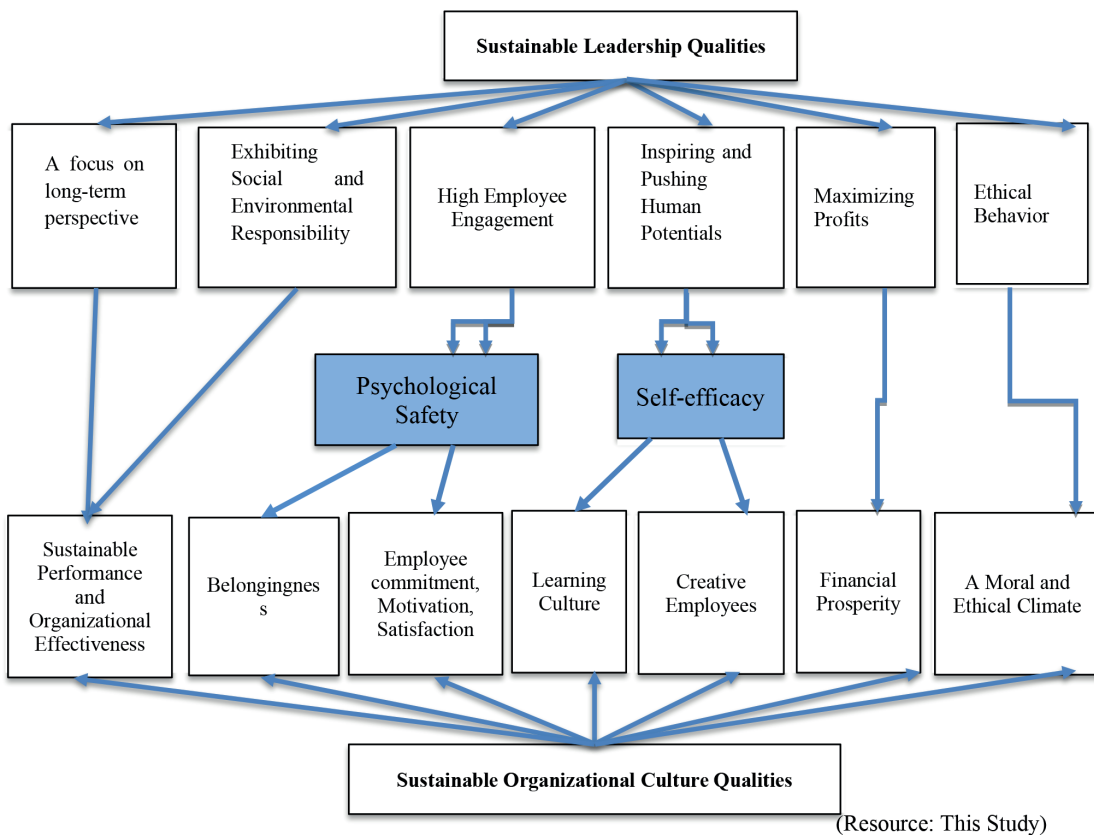 Sustainable Leadership Qualities
A focus on
long-term
perspective
Exhibiting
Social and
Environmental
Responsibility
High Employee
Engagement
Inspiring and
Pushing
Human
Potentials
Maximizing
Profits
Ethical
Behavior
Psychological
Safety
Self-efficacy
Sustainable
Performance
and
Organizational
Effectiveness
Belongingnes
s
Employee
commitment,
Motivation,
Satisfaction
Learning
Culture
Creative
Employees
Financial
Prosperity
A Moral and
Ethical Climate
Sustainable Organizational Culture Qualities
(Resource: This Study)